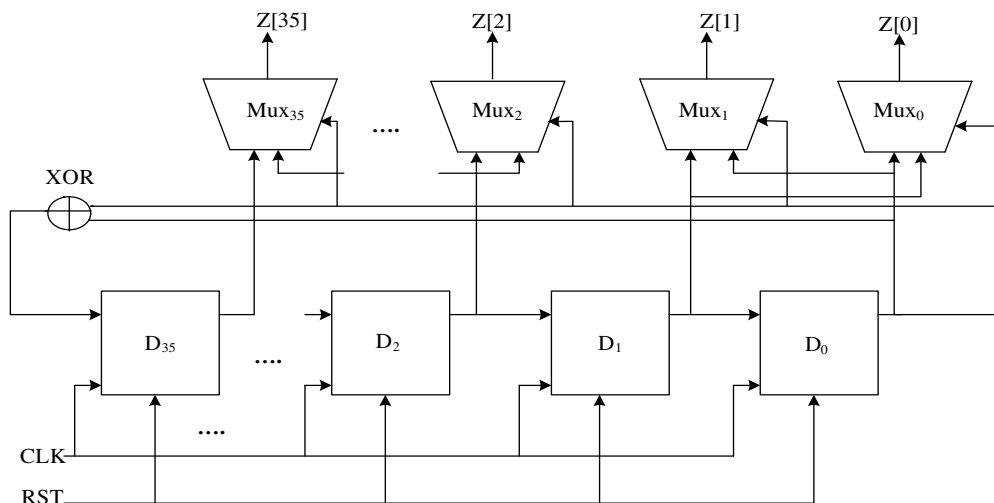 Z[35] Z[2] Z[1] Z[0]
Mux35 .... Mux2 Mux1 Mux0
XOR
D35 .... D2 D1 D0
....
CLK
RST